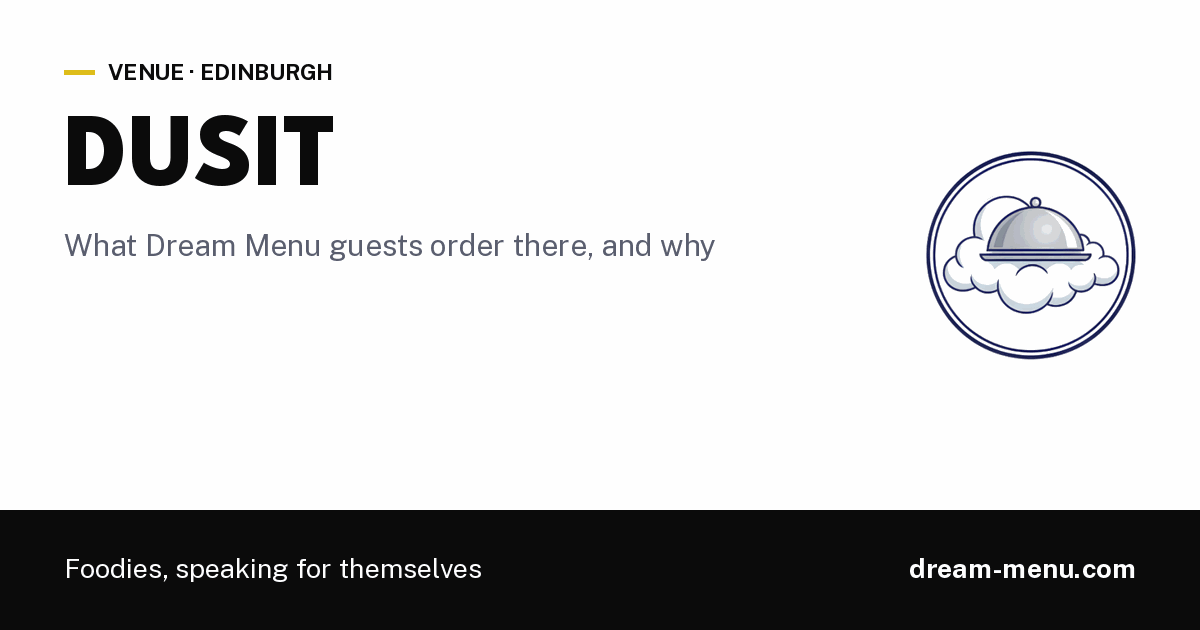 VENUE · EDINBURGH
DUSIT
What Dream Menu guests order there, and why
Foodies, speaking for themselves
dream-menu.com